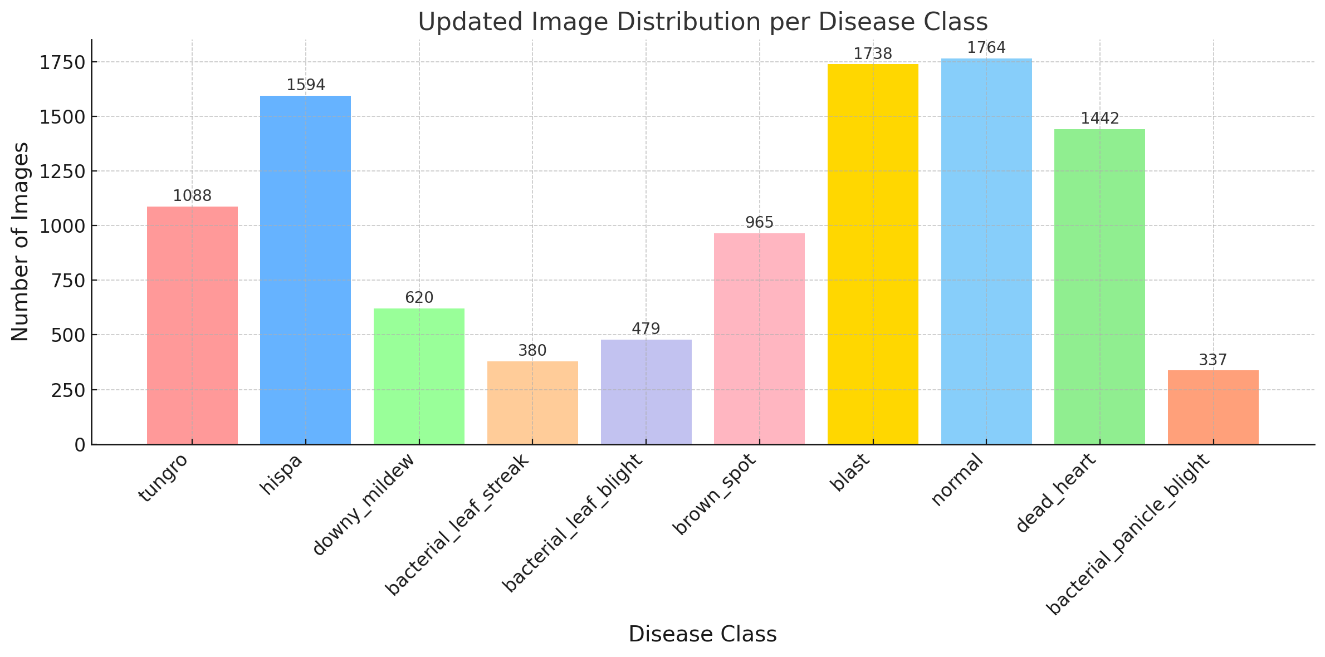 Updated Image Distribution per Disease Class
Number of Images
1750
1500
1250
1000
750
500
250
0
1088
1594
620
380
479
965
1738
1764
1442
337
tungro
hispa
downy_mildew
bacterial_leaf_streak
bacterial_leaf_blight
brown_spot
blast
normal
dead_heart
bacterial_panicle_blight
Disease Class